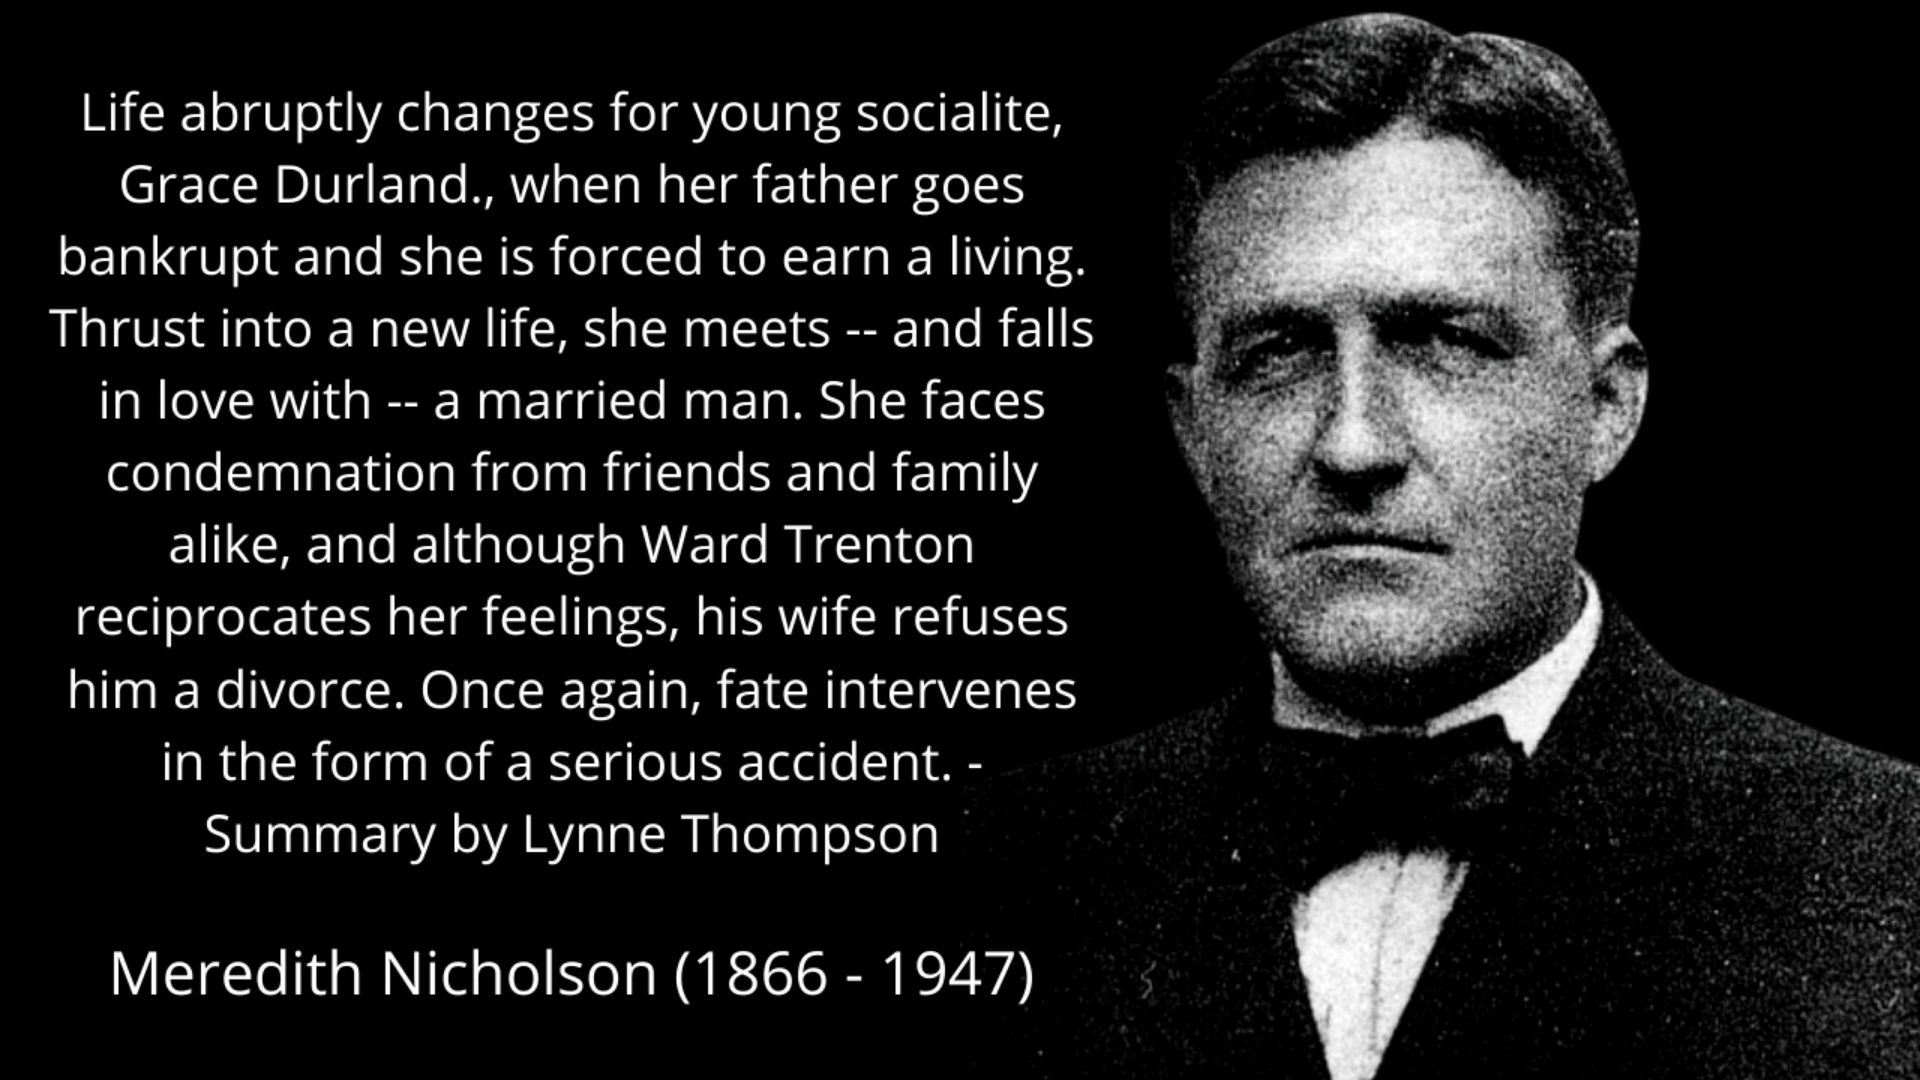 Life abruptly changes for young socialite,
Grace Durland., when her father goes
bankrupt and she is forced to earn a living.
Thrust into a new life, she meets -- and falls
in love with -- a married man. She faces
condemnation from friends and family
alike, and although Ward Trenton
reciprocates her feelings, his wife refuses
him a divorce. Once again, fate intervenes
in the form of a serious accident. -
Summary by Lynne Thompson
Meredith Nicholson (1866 - 1947)